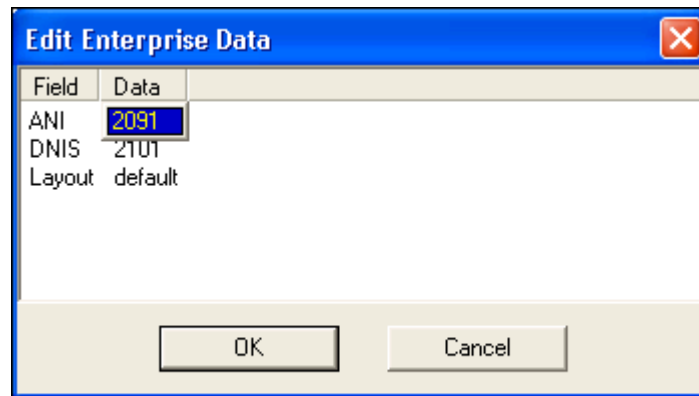 Edit Enterprise Data
Field Data
ANI 2091
DNIS 2101
Layout default
OK Cancel